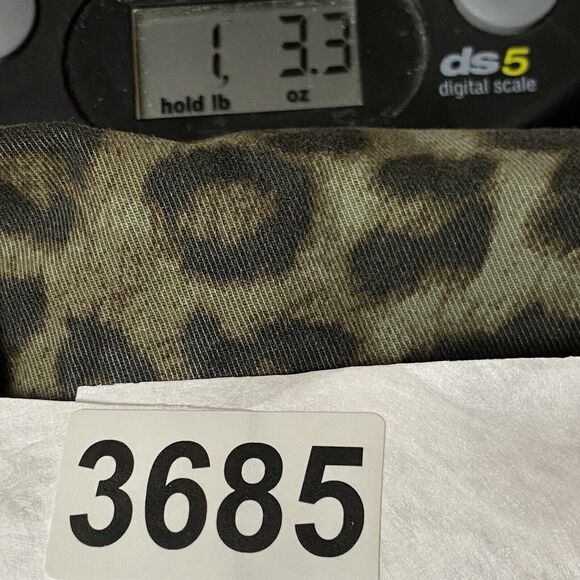 1, 3.3
hold lb oz
ds5
digital scale
3685